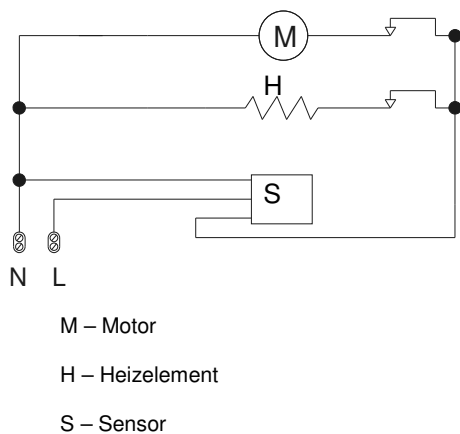 M
H
S
N L
M – Motor
H – Heizelement
S – Sensor